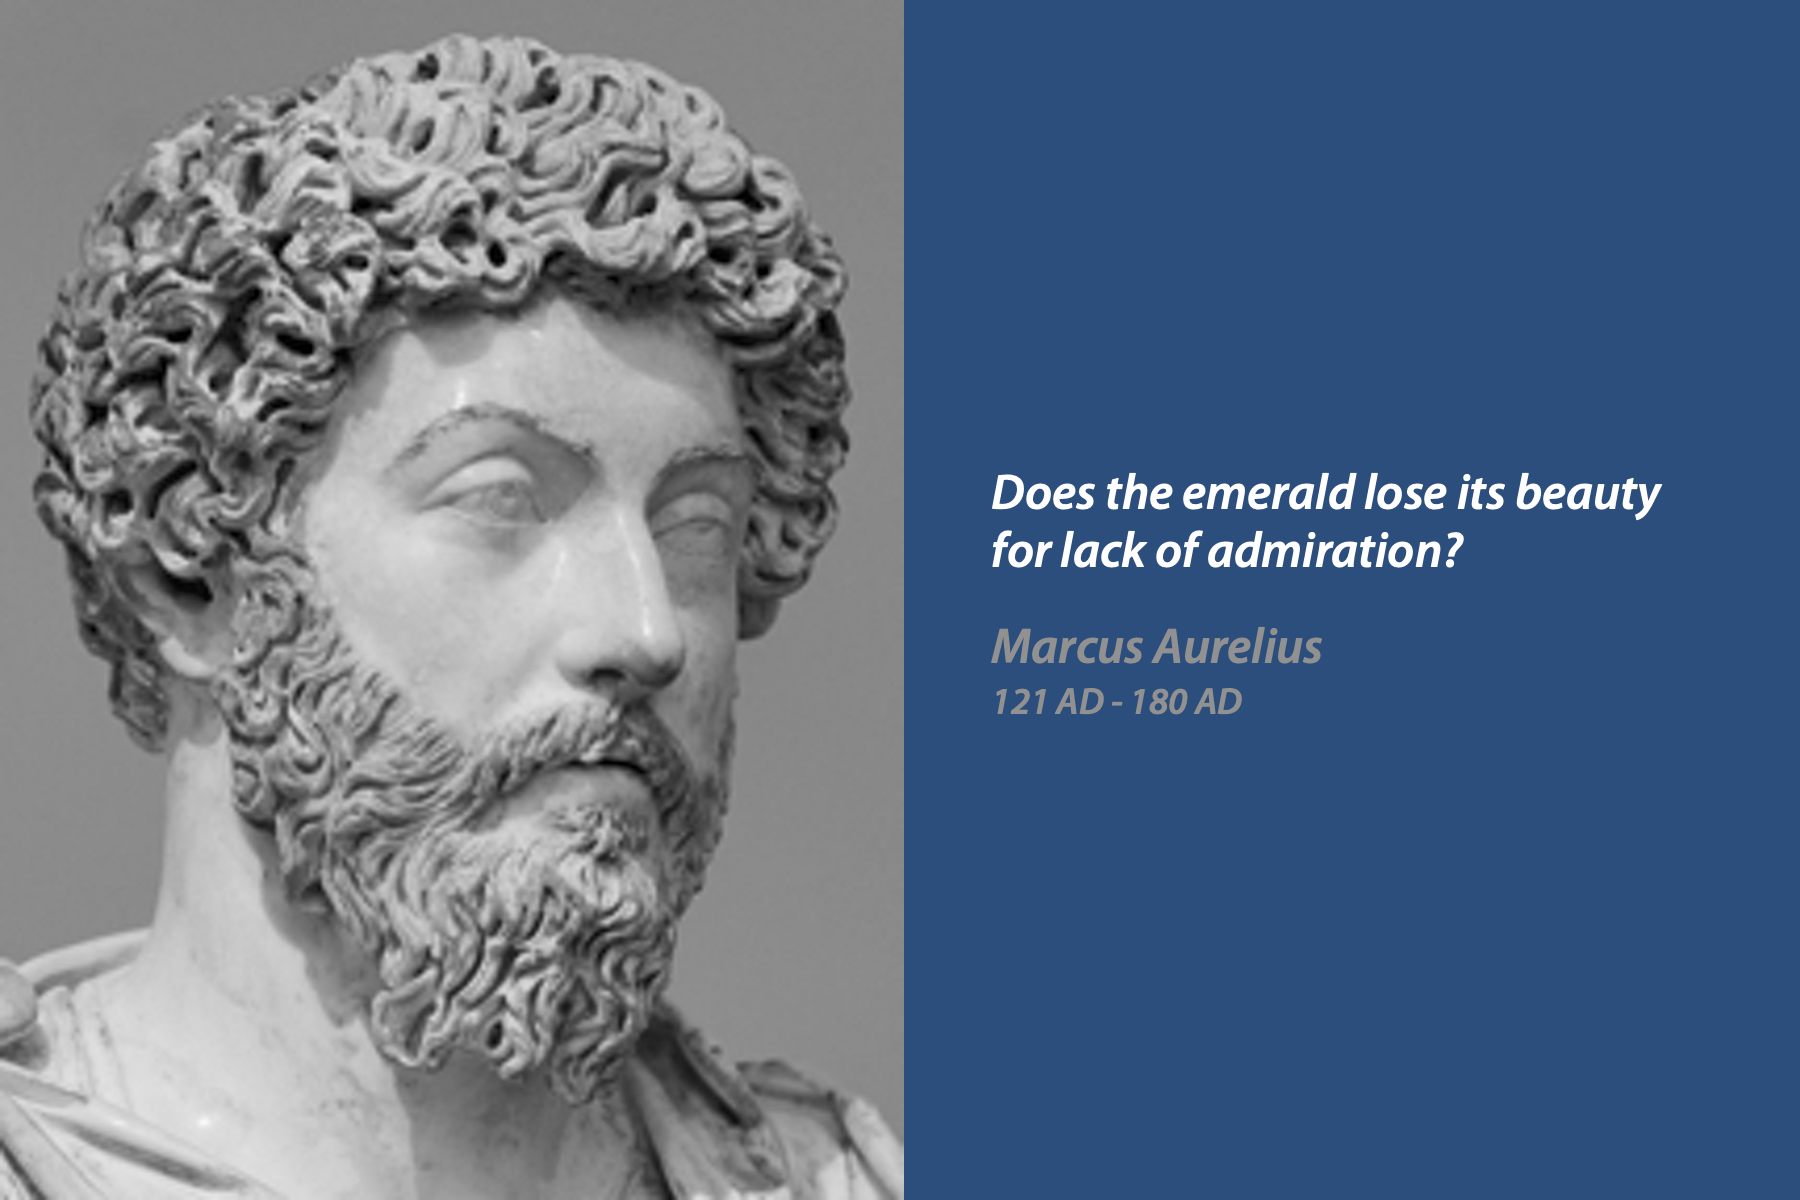 Does the emerald lose its beauty
for lack of admiration?
Marcus Aurelius
121 AD - 180 AD